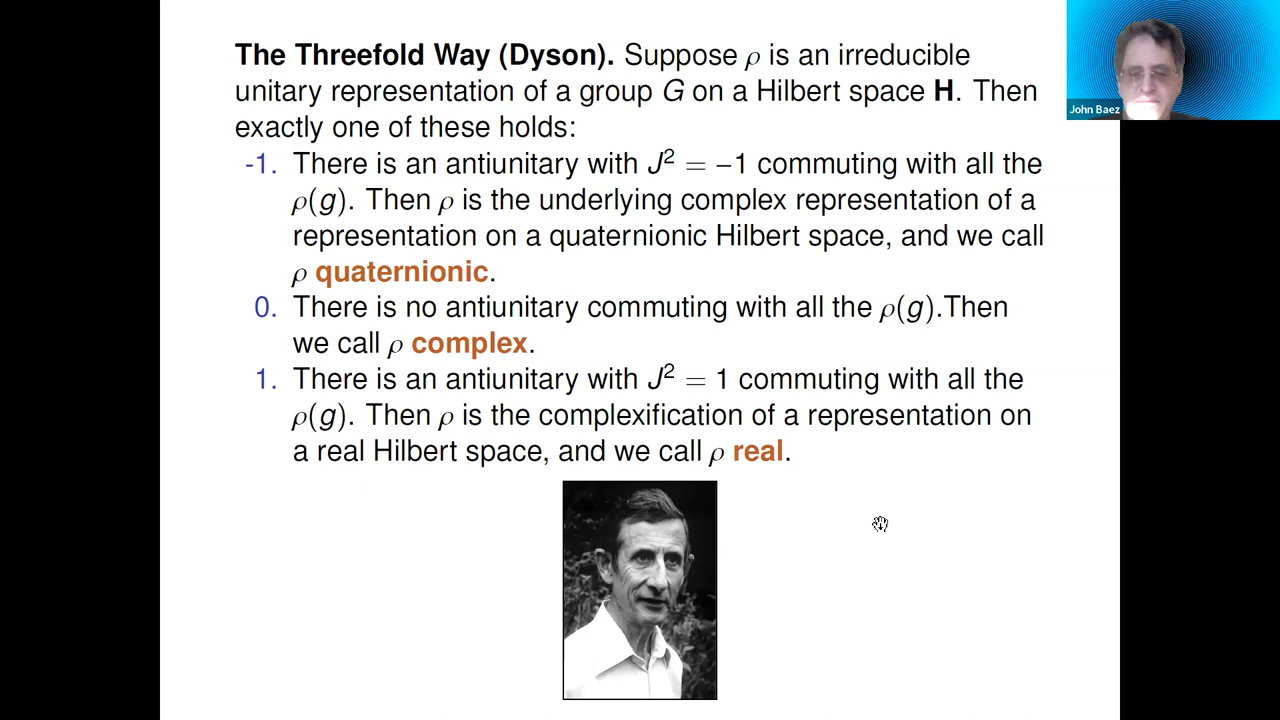 The Threefold Way (Dyson). Suppose ρ is an irreducible
unitary representation of a group G on a Hilbert space H. Then
exactly one of these holds:
-1. There is an antiunitary with J² = −1 commuting with all the
ρ(g). Then ρ is the underlying complex representation of a
representation on a quaternionic Hilbert space, and we call
ρ quaternionic.
0. There is no antiunitary commuting with all the ρ(g).Then
we call ρ complex.
1. There is an antiunitary with J² = 1 commuting with all the
ρ(g). Then ρ is the complexification of a representation on
a real Hilbert space, and we call ρ real.
John Baez